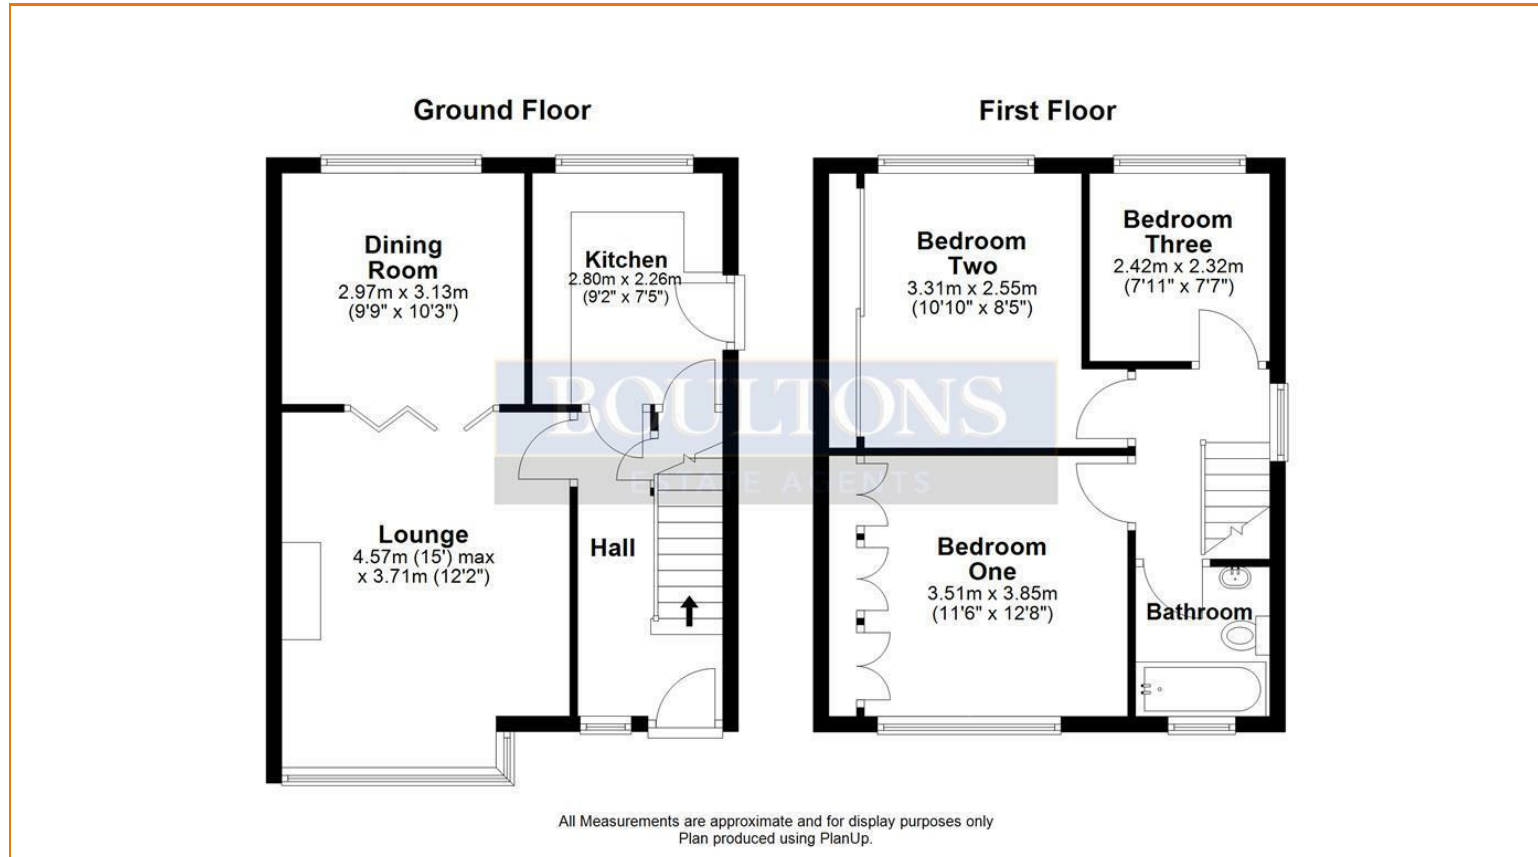 Ground Floor
Dining
Room
2.97m x 3.13m
(9'9" x 10'3")
Kitchen
2.80m x 2.26m
(9'2" x 7'5")
Lounge
4.57m (15') max
x 3.71m (12'2")
Hall
First Floor
Bedroom
Two
3.31m x 2.55m
(10'10" x 8'5")
Bedroom
Three
2.42m x 2.32m
(7'11" x 7'7")
Bedroom
One
3.51m x 3.85m
(11'6" x 12'8")
Bathroom
BOULTONS
ESTATE AGENTS
All Measurements are approximate and for display purposes only
Plan produced using PlanUp.